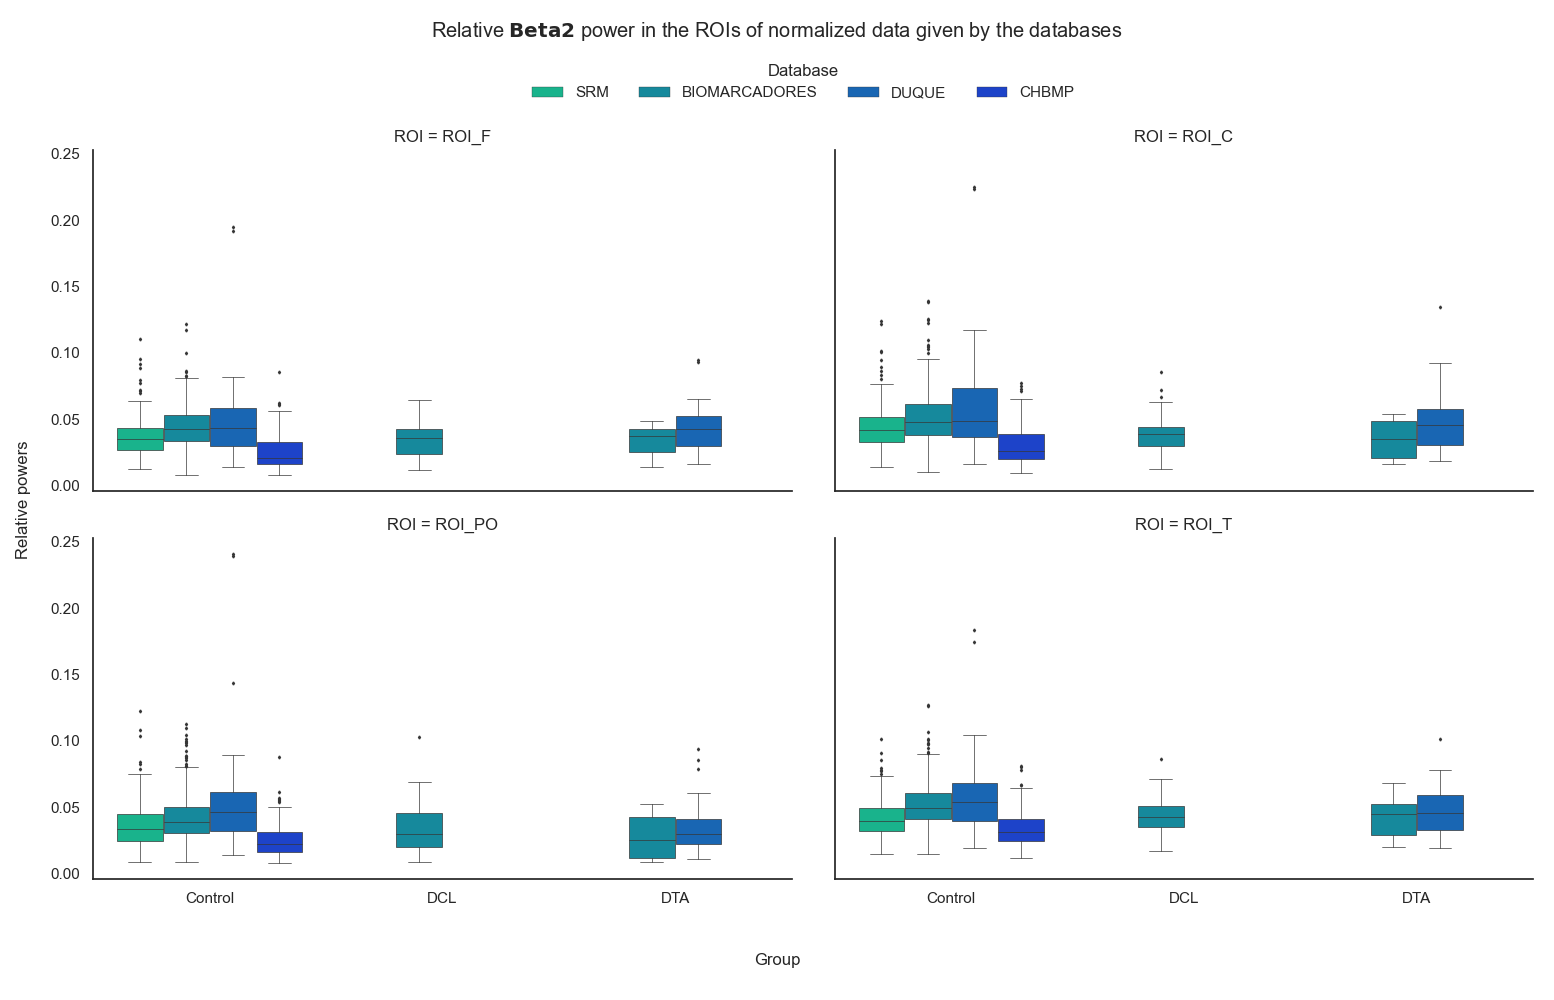 Relative Beta2 power in the ROIs of normalized data given by the databases
Database
SRM BIOMARCADORES DUQUE CHBMP
ROI = ROI_F
ROI = ROI_C
0.25
0.20
0.15
0.10
0.05
0.00
Relative powers
ROI = ROI_PO
ROI = ROI_T
0.25
0.20
0.15
0.10
0.05
0.00
Control DCL DTA
Control DCL DTA
Group